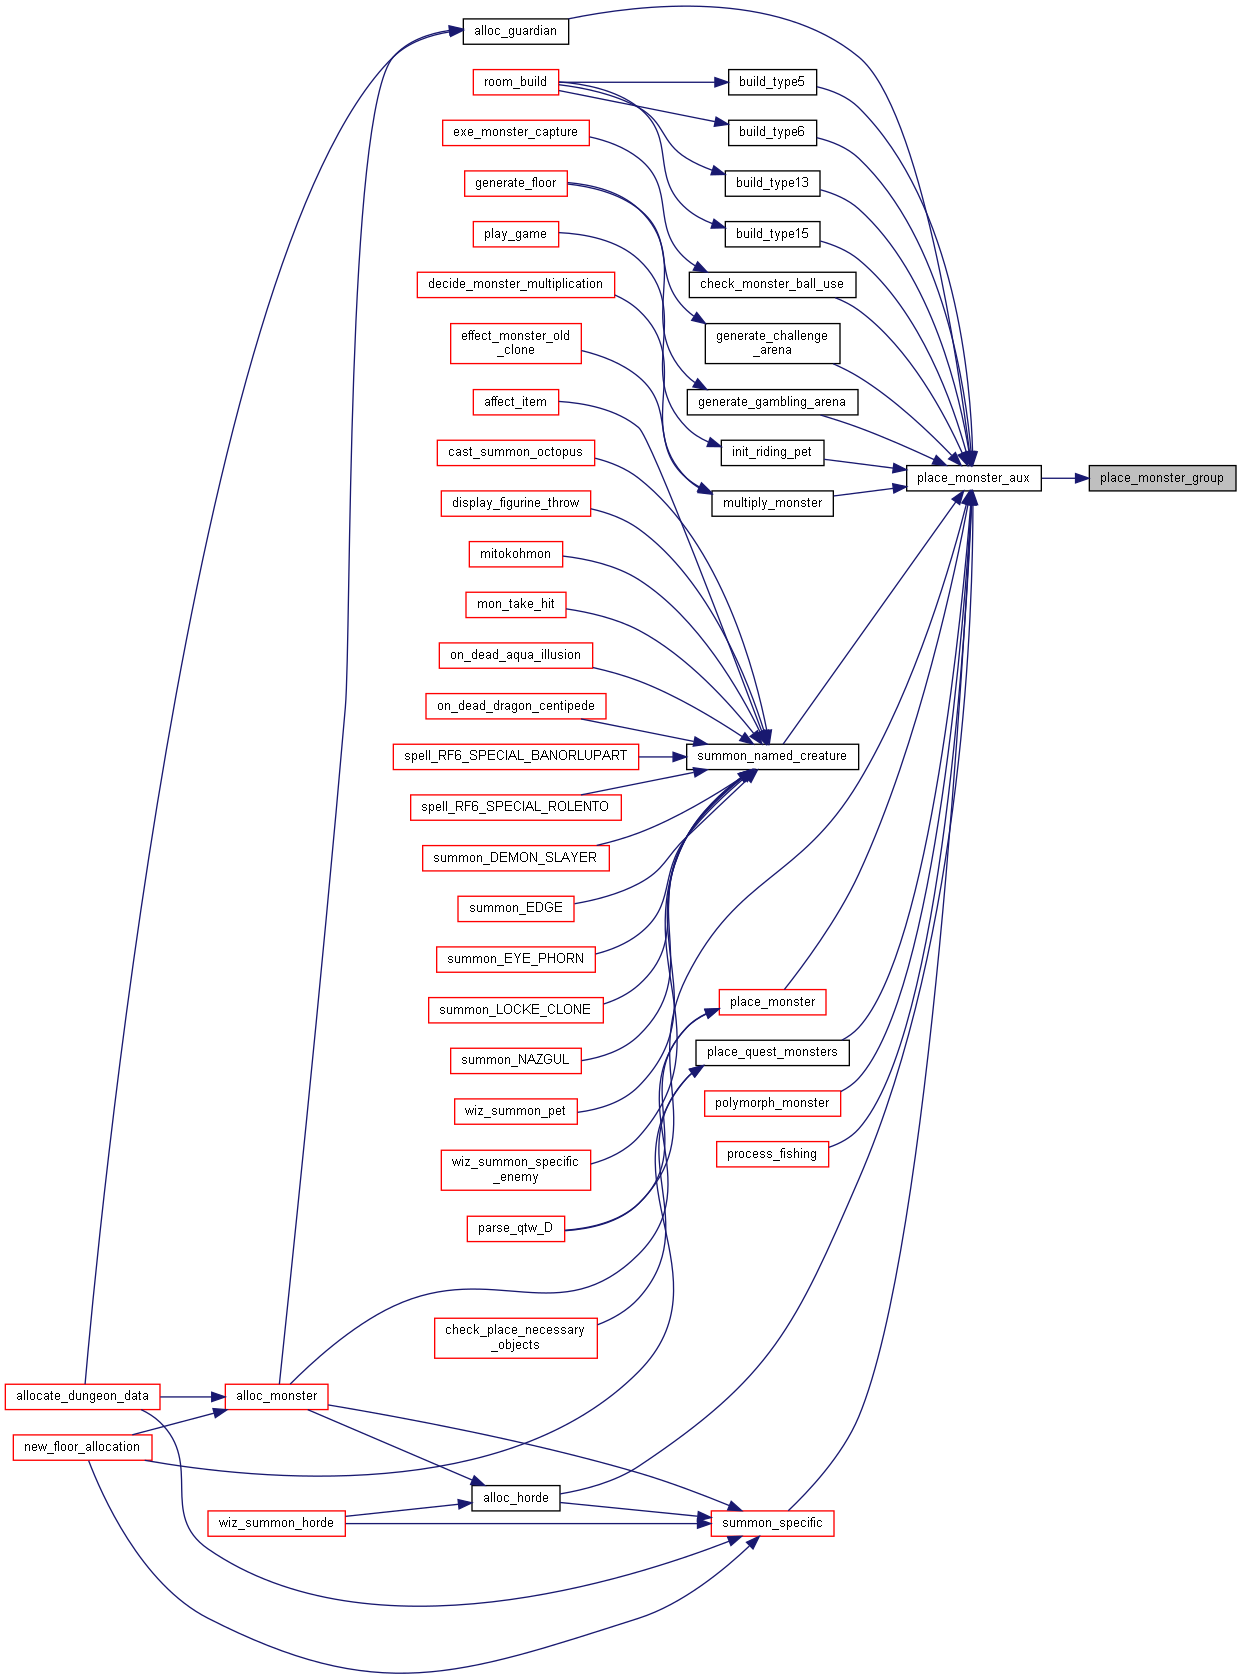 alloc_guardian
room_build
build_type5
exe_monster_capture
build_type6
generate_floor
build_type13
play_game
build_type15
decide_monster_multiplication
check_monster_ball_use
effect_monster_old
_clone
generate_challenge
_arena
affect_item
generate_gambling_arena
cast_summon_octopus
init_riding_pet
place_monster_aux
place_monster_group
display_figurine_throw
multiply_monster
mitokohmon
mon_take_hit
on_dead_aqua_illusion
on_dead_dragon_centipede
spell_RF6_SPECIAL_BANORLUPART
summon_named_creature
spell_RF6_SPECIAL_ROLENTO
summon_DEMON_SLAYER
summon_EDGE
summon_EYE_PHORN
summon_LOCKE_CLONE
place_monster
summon_NAZGUL
place_quest_monsters
wiz_summon_pet
polymorph_monster
wiz_summon_specific
_enemy
process_fishing
parse_qtw_D
check_place_necessary
_objects
allocate_dungeon_data
alloc_monster
new_floor_allocation
alloc_horde
wiz_summon_horde
summon_specific